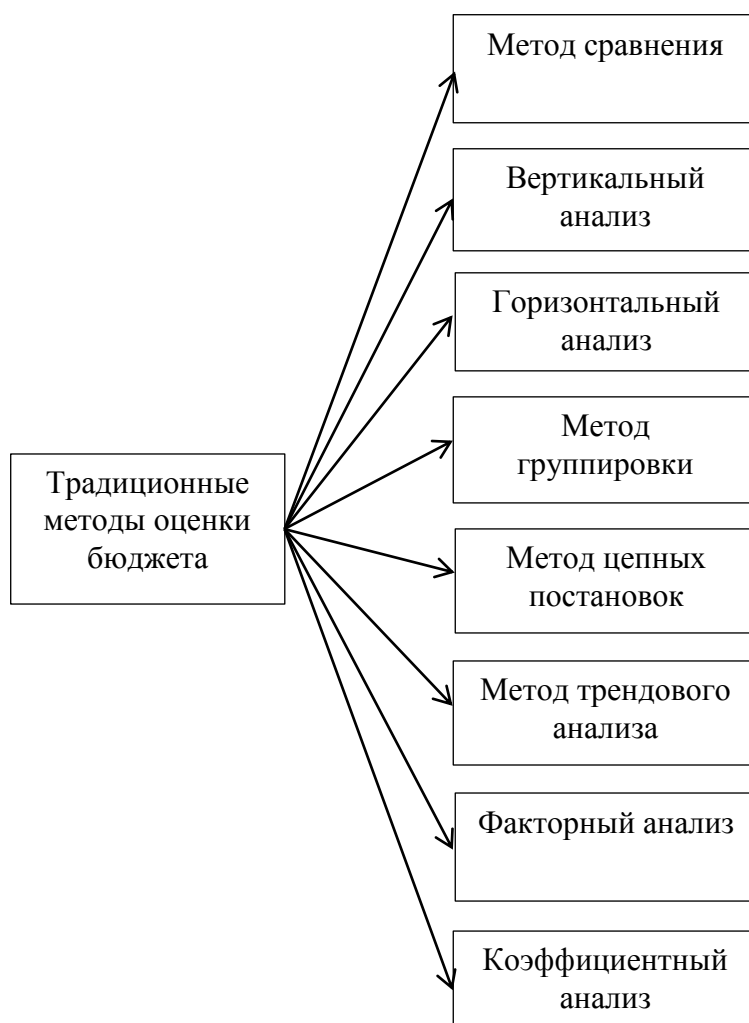 Метод сравнения
Вертикальный
анализ
Горизонтальный
анализ
Метод
группировки
Традиционные
методы оценки
бюджета
Метод цепных
постановок
Метод трендового
анализа
Факторный анализ
Коэффициентный
анализ